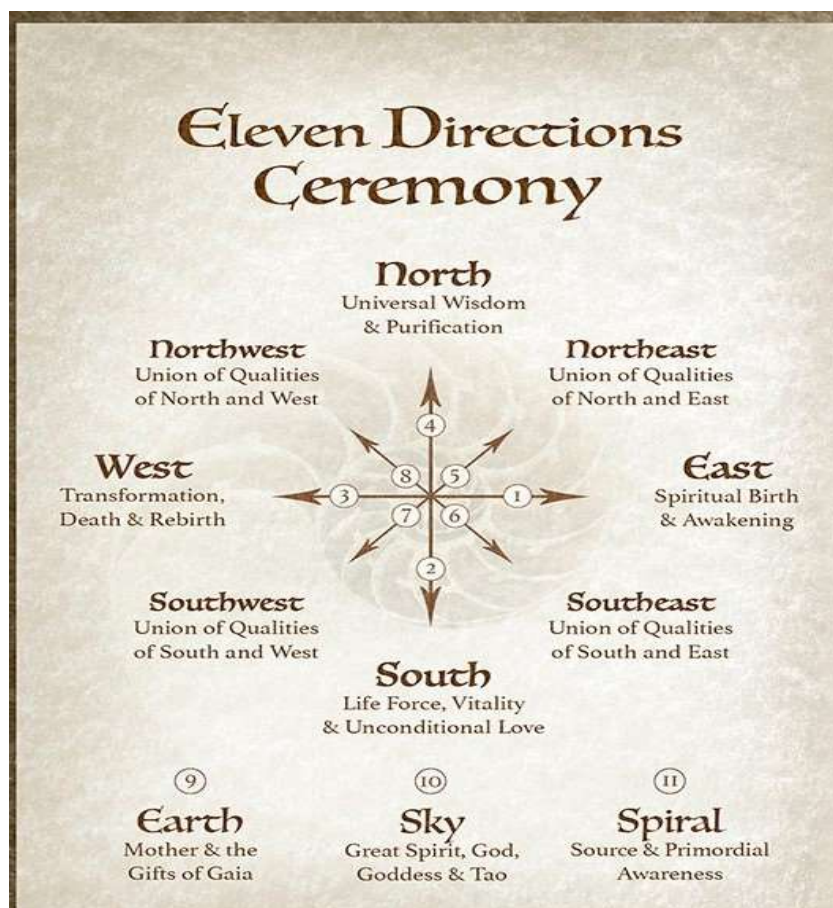 Eleven Directions
Ceremony
North
Universal Wisdom
& Purification
Northwest
Union of Qualities
of North and West
Northeast
Union of Qualities
of North and East
4
8
5
West
Transformation,
Death & Rebirth
3
1
East
Spiritual Birth
& Awakening
7
6
2
Southwest
Union of Qualities
of South and West
Southeast
Union of Qualities
of South and East
South
Life Force, Vitality
& Unconditional Love
9
Earth
Mother & the
Gifts of Gaia
10
Sky
Great Spirit, God,
Goddess & Tao
11
Spiral
Source & Primordial
Awareness